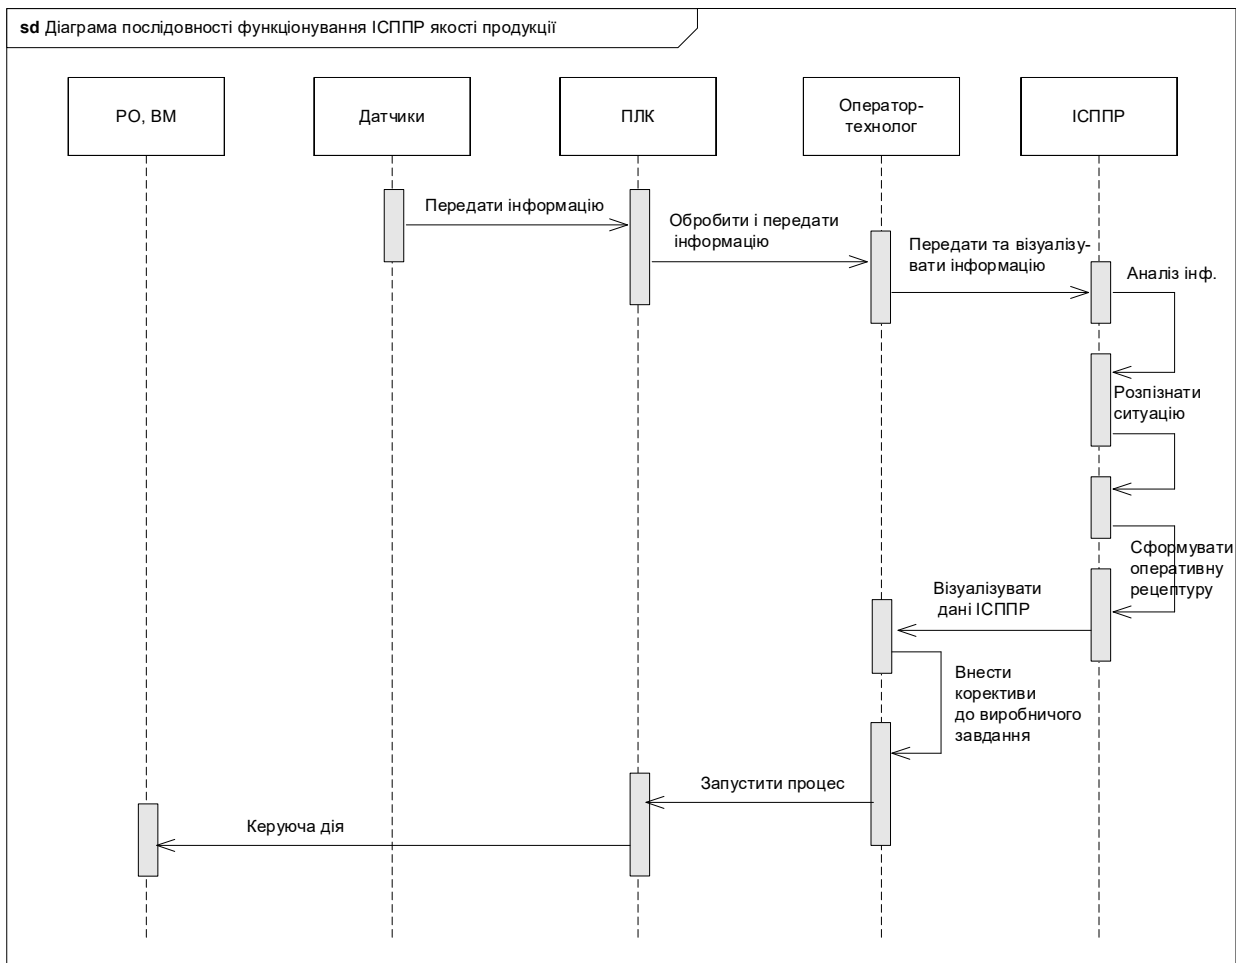 sd Діаграма послідовності функціонування ІСППР якості продукції
РО, ВМ
Датчики
ПЛК
Оператор-
технолог
ІСППР
Передати інформацію
Обробити і передати
інформацію
Передати та візуалізу-
вати інформацію
Аналіз інф.
Розпізнати
ситуацію
Сформувати
оперативну
рецептуру
Візуалізувати
дані ІСППР
Внести
корективи
до виробничого
завдання
Запустити процес
Керуюча дія